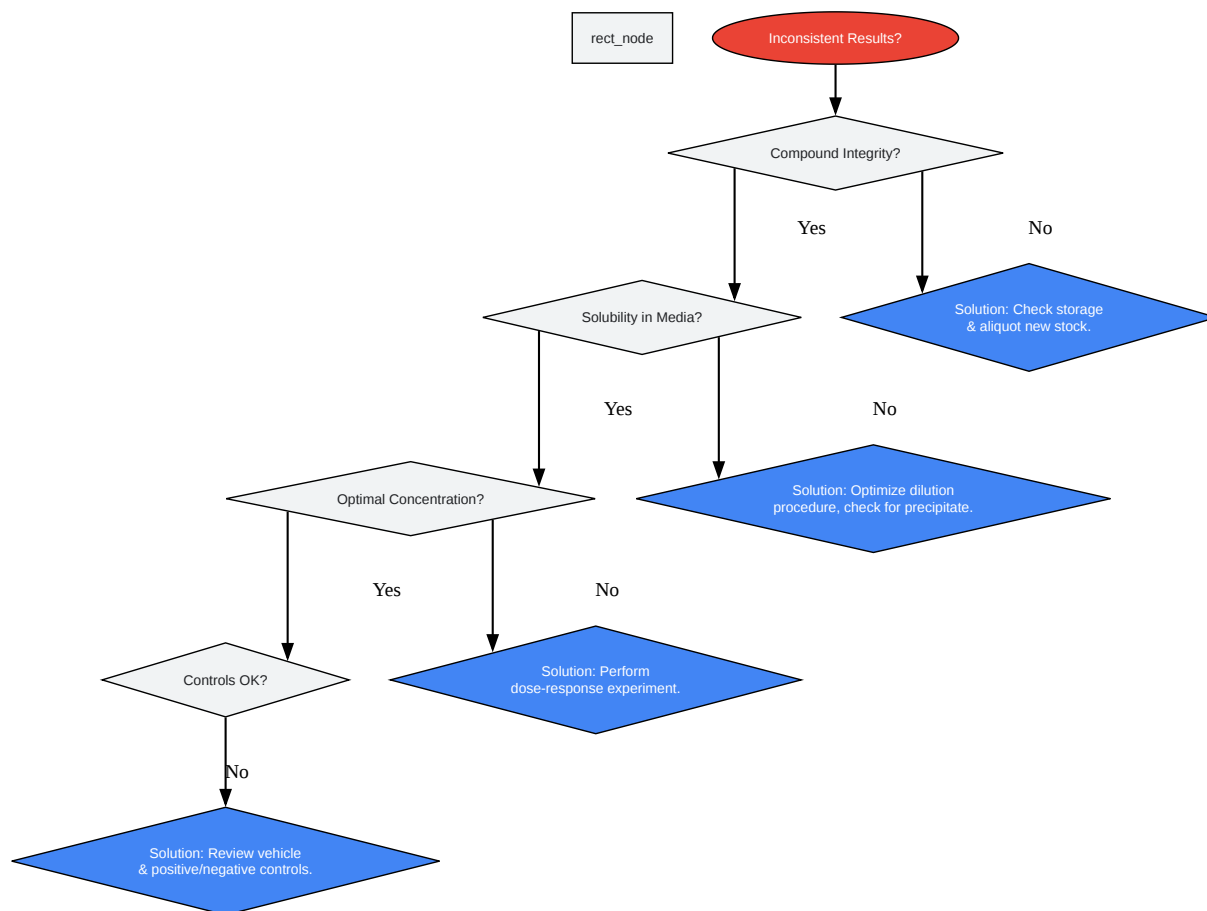 rect_node
Inconsistent Results?
Compound Integrity?
Yes
No
Solution: Check storage
& aliquot new stock.
Solubility in Media?
Yes
No
Solution: Optimize dilution
procedure, check for precipitate.
Optimal Concentration?
Yes
No
Solution: Perform
dose-response experiment.
Controls OK?
No
Solution: Review vehicle
& positive/negative controls.